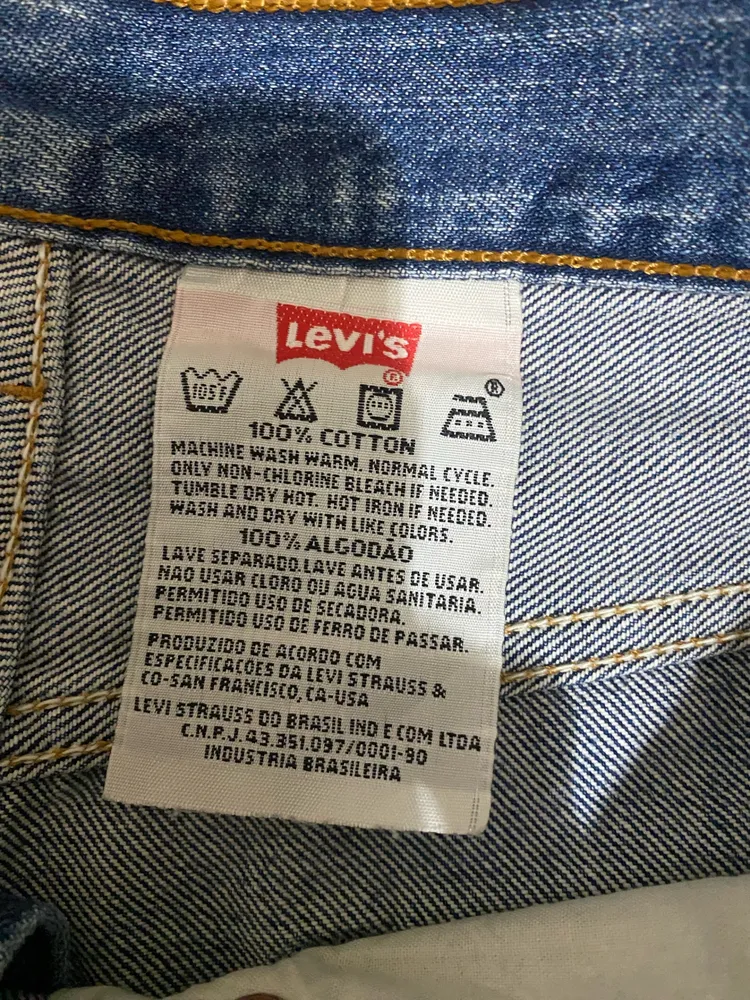 Levi's
®
®
105F
100% COTTON
MACHINE WASH WARM. NORMAL CYCLE.
ONLY NON-CHLORINE BLEACH IF NEEDED.
TUMBLE DRY HOT. HOT IRON IF NEEDED.
WASH AND DRY WITH LIKE COLORS.
100% ALGODÃO
LAVE SEPARADO.LAVE ANTES DE USAR.
NAO USAR CLORO OU AGUA SANITARIA.
PERMITIDO USO DE SECADORA.
PERMITIDO USO DE FERRO DE PASSAR.
PRODUZIDO DE ACORDO COM
ESPECIFICACOES DA LEVI STRAUSS &
CO-SAN FRANCISCO, CA-USA
LEVI STRAUSS DO BRASIL IND E COM LTDA
C.N.P.J. 43.351.097/0001-90
INDUSTRIA BRASILEIRA